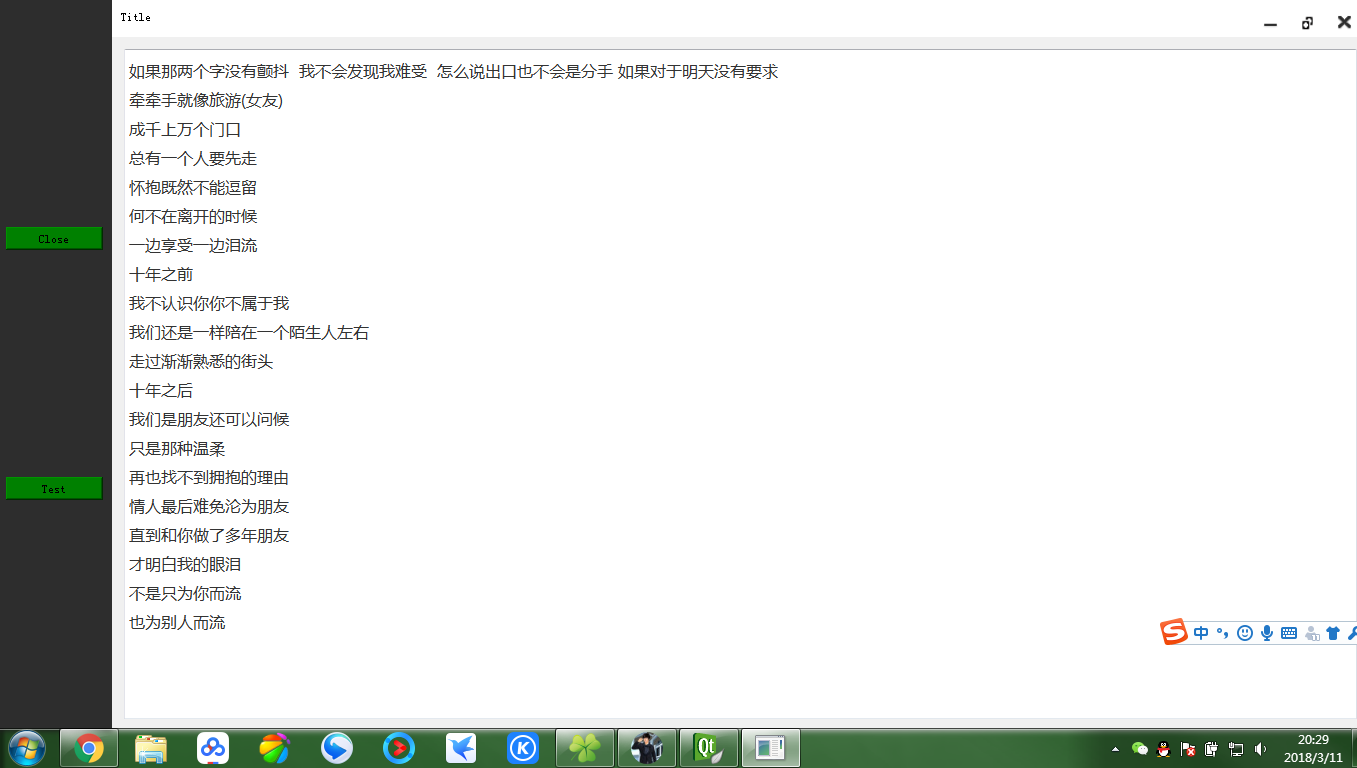 Title
如果那两个字没有颤抖  我不会发现我难受  怎么说出口也不会是分手 如果对于明天没有要求
牵牵手就像旅游(女友)
成千上万个门口
总有一个人要先走
怀抱既然不能逗留
何不在离开的时候
一边享受一边泪流
十年之前
我不认识你你不属于我
我们还是一样陪在一个陌生人左右
走过渐渐熟悉的街头
十年之后
我们是朋友还可以问候
只是那种温柔
再也找不到拥抱的理由
情人最后难免沦为朋友
直到和你做了多年朋友
才明白我的眼泪
不是只为你而流
也为别人而流
Close
Test
中
Qt
20:29
2018/3/11